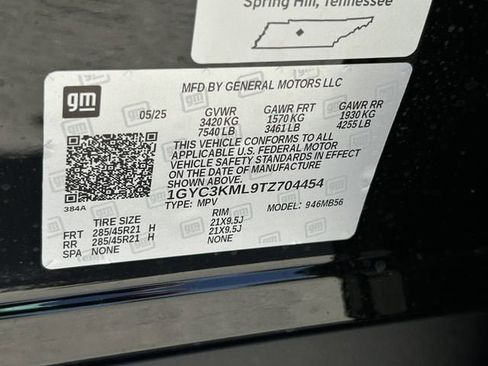 Spring Hill, Tennessee
gm
MFD BY GENERAL MOTORS LLC
05/25 GVWR GAWR FRT GAWR RR
3420 KG 1570 KG 1930 KG
7540 LB 3461 LB 4255 LB
THIS VEHICLE CONFORMS TO ALL
APPLICABLE U.S. FEDERAL MOTOR
VEHICLE SAFETY STANDARDS IN EFFECT
ON THE DATE OF MANUFACTURE
SHOWN ABOVE.
1GYC3KML9TZ704454
384A
TYPE: MPV MODEL: 946MB56
TIRE SIZE RIM
FRT 285/45R21 H 21X9.5J
RR 285/45R21 H 21X9.5J
SPA NONE NONE